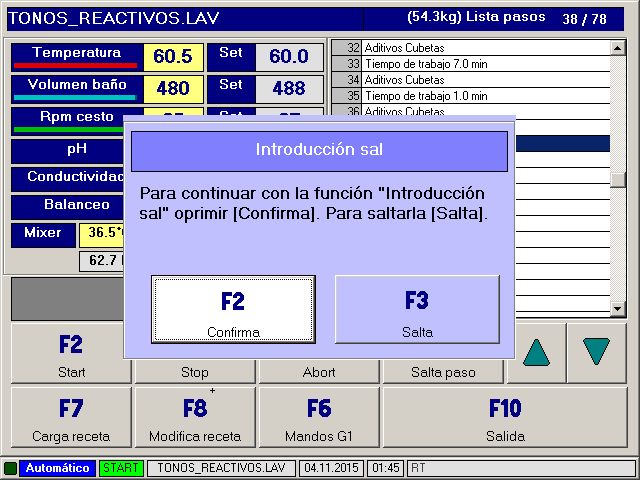 TONOS_REACTIVOS.LAV (54.3kg) Lista pasos 38 / 78
Temperatura 60.5 Set 60.0
32 Aditivos Cubetas
33 Tiempo de trabajo 7.0 min
34 Aditivos Cubetas
Volumen baño 480 Set 488
35 Tiempo de trabajo 1.0 min
36 Aditivos Cubetas
Rpm cesto Set
pH
Introducción sal
Conductividad
Para continuar con la función "Introducción
sal" oprimir [Confirma]. Para saltarla [Salta].
Balanceo
Mixer 36.5°
62.7
F2 Confirma
F3 Salta
F2 Start
Stop
Abort
Salta paso
F7 Carga receta
F8 Modifica receta
F6 Mandos G1
F10 Salida
Automático START TONOS_REACTIVOS.LAV 04.11.2015 01:45 RT